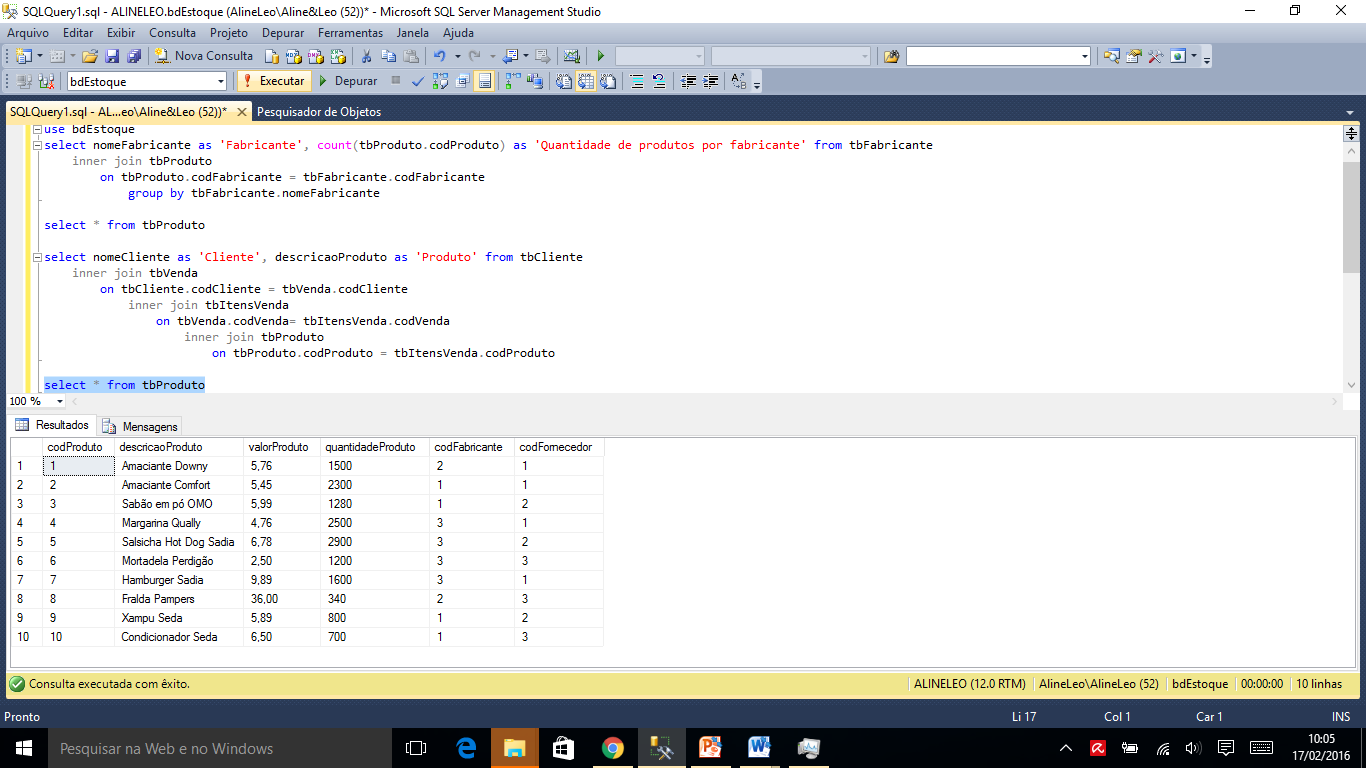 SQLQuery1.sql - ALINELEO.bdEstoque (AlineLeo\Aline&Leo (52))* - Microsoft SQL Server Management Studio
Arquivo Editar Exibir Consulta Projeto Depurar Ferramentas Janela Ajuda
Nova Consulta
bdEstoque Executar Depurar
SQLQuery1.sql - AL...eo\Aline&Leo (52))* Pesquisador de Objetos
use bdEstoque
select nomeFabricante as 'Fabricante', count(tbProduto.codProduto) as 'Quantidade de produtos por fabricante' from tbFabricante
inner join tbProduto
on tbProduto.codFabricante = tbFabricante.codFabricante
group by tbFabricante.nomeFabricante
select * from tbProduto
select nomeCliente as 'Cliente', descricaoProduto as 'Produto' from tbCliente
inner join tbVenda
on tbCliente.codCliente = tbVenda.codCliente
inner join tbItensVenda
on tbVenda.codVenda= tbItensVenda.codVenda
inner join tbProduto
on tbProduto.codProduto = tbItensVenda.codProduto
select * from tbProduto
100 %
Resultados Mensagens
codProduto descricaoProduto valorProduto quantidadeProduto codFabricante codFornecedor
1 1 Amaciante Downy 5,76 1500 2 1
2 2 Amaciante Comfort 5,45 2300 1 1
3 3 Sabão em pó OMO 5,99 1280 1 2
4 4 Margarina Qually 4,76 2500 3 1
5 5 Salsicha Hot Dog Sadia 6,78 2900 3 2
6 6 Mortadela Perdigão 2,50 1200 3 3
7 7 Hamburger Sadia 9,89 1600 3 1
8 8 Fralda Pampers 36,00 340 2 3
9 9 Xampu Seda 5,89 800 1 2
10 10 Condicionador Seda 6,50 700 1 3
Consulta executada com êxito. ALINELEO (12.0 RTM) AlineLeo\AlineLeo (52) bdEstoque 00:00:00 10 linhas
Pronto Li 17 Col 1 Car 1 INS
Pesquisar na Web e no Windows
10:05
17/02/2016